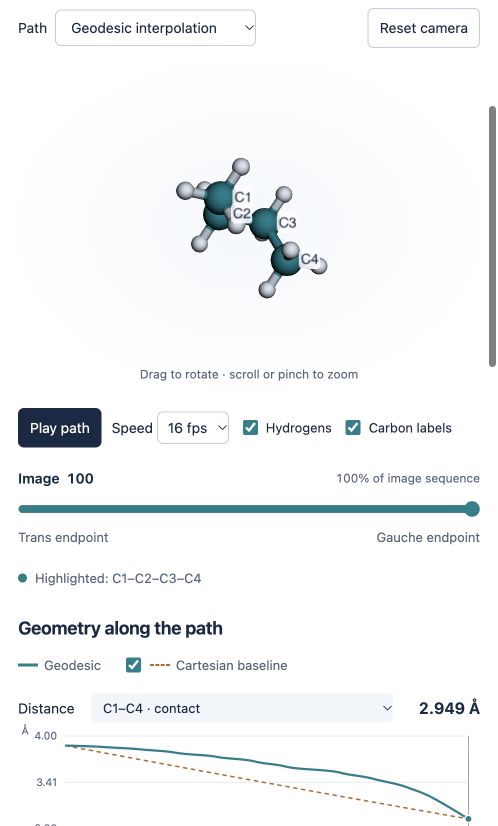 Path Geodesic interpolation Reset camera
C1
C2
C3
C4
Drag to rotate · scroll or pinch to zoom
Play path Speed 16 fps Hydrogens Carbon labels
Image 100 100% of image sequence
Trans endpoint Gauche endpoint
Highlighted: C1–C2–C3–C4
Geometry along the path
Geodesic Cartesian baseline
Distance C1–C4 · contact 2.949 Å
Å 4.00
3.41